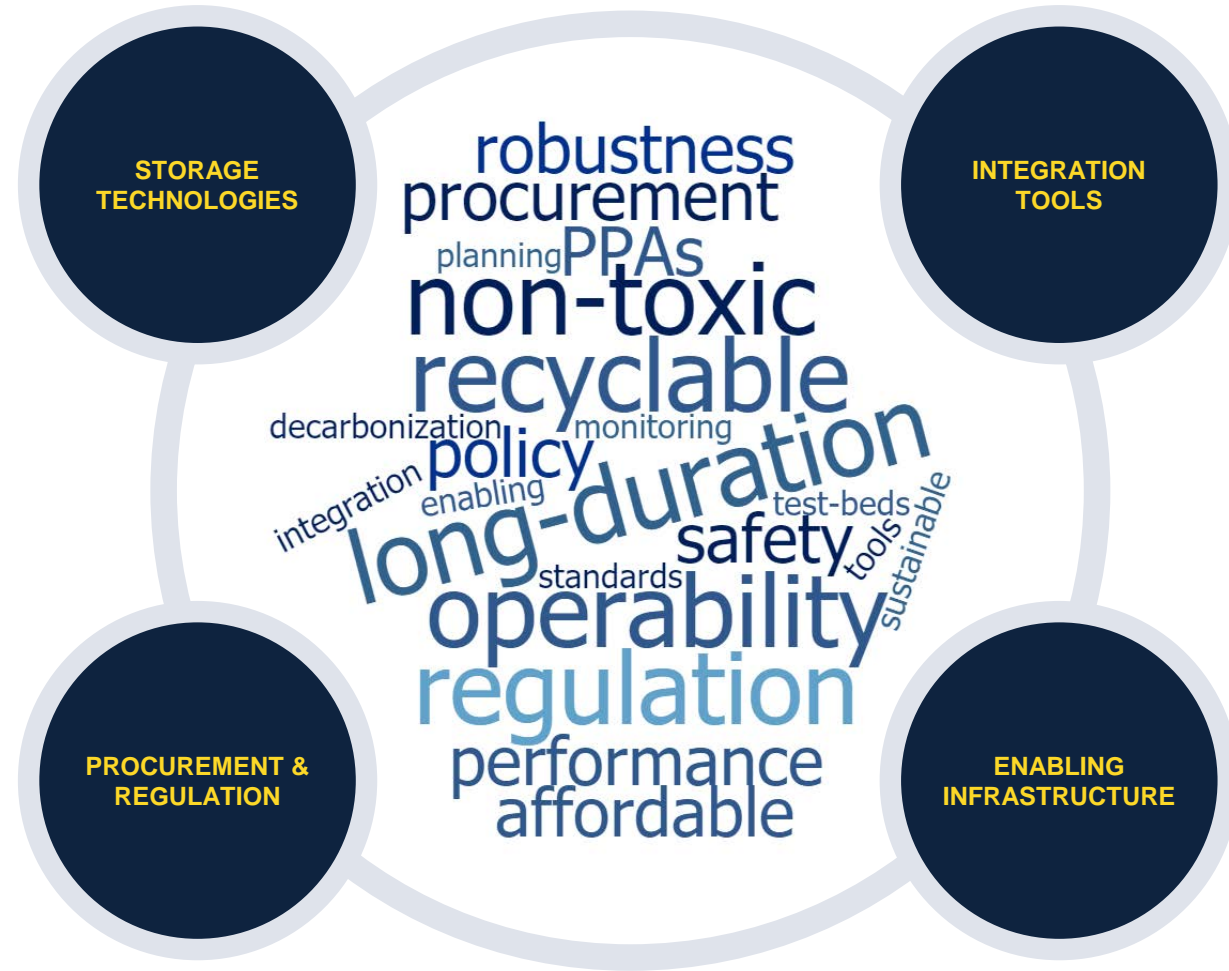 STORAGE
TECHNOLOGIES
INTEGRATION
TOOLS
robustness
procurement
planning PPAs
non-toxic
recyclable
decarbonization monitoring
policy
long-duration
integration enabling test-beds
safety tools sustainable
standards
operability
regulation
performance
affordable
PROCUREMENT &
REGULATION
ENABLING
INFRASTRUCTURE